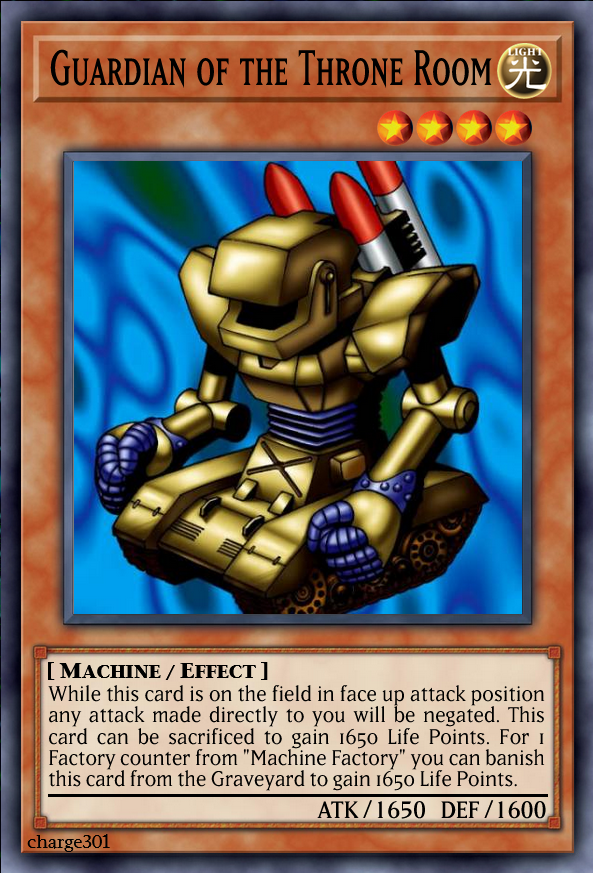 Guardian of the Throne Room
LIGHT
光
[ Machine / Effect ]
While this card is on the field in face up attack position
any attack made directly to you will be negated. This
card can be sacrificed to gain 1650 Life Points. For 1
Factory counter from "Machine Factory" you can banish
this card from the Graveyard to gain 1650 Life Points.
ATK / 1650 DEF / 1600
charge301